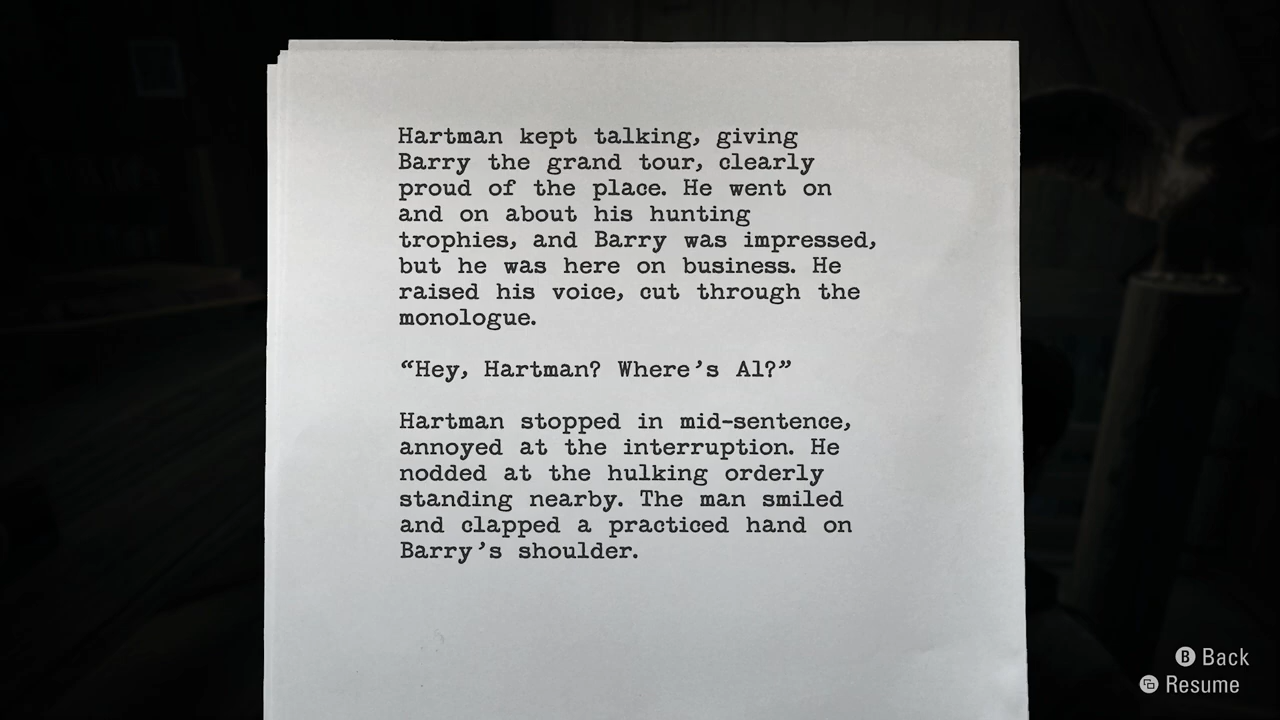 Hartman kept talking, giving
Barry the grand tour, clearly
proud of the place. He went on
and on about his hunting
trophies, and Barry was impressed,
but he was here on business. He
raised his voice, cut through the
monologue.
“Hey, Hartman? Where’s Al?”
Hartman stopped in mid-sentence,
annoyed at the interruption. He
nodded at the hulking orderly
standing nearby. The man smiled
and clapped a practiced hand on
Barry’s shoulder.
B Back
Resume